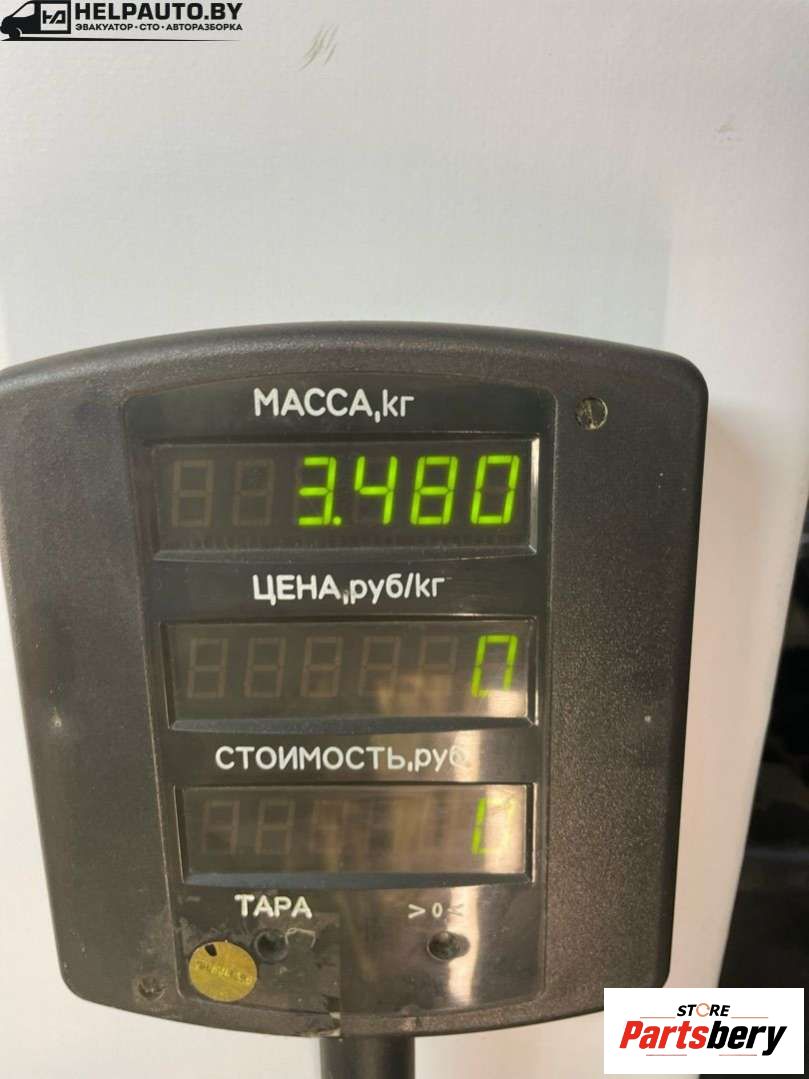 HELPAUTO.BY
ЭВАКУАТОР • СТО • АВТОРАЗБОРКА
МАССА,кг
3.480
ЦЕНА,руб/кг
0
СТОИМОСТЬ,руб
0
ТАРА >0<
STORE
Partsbery